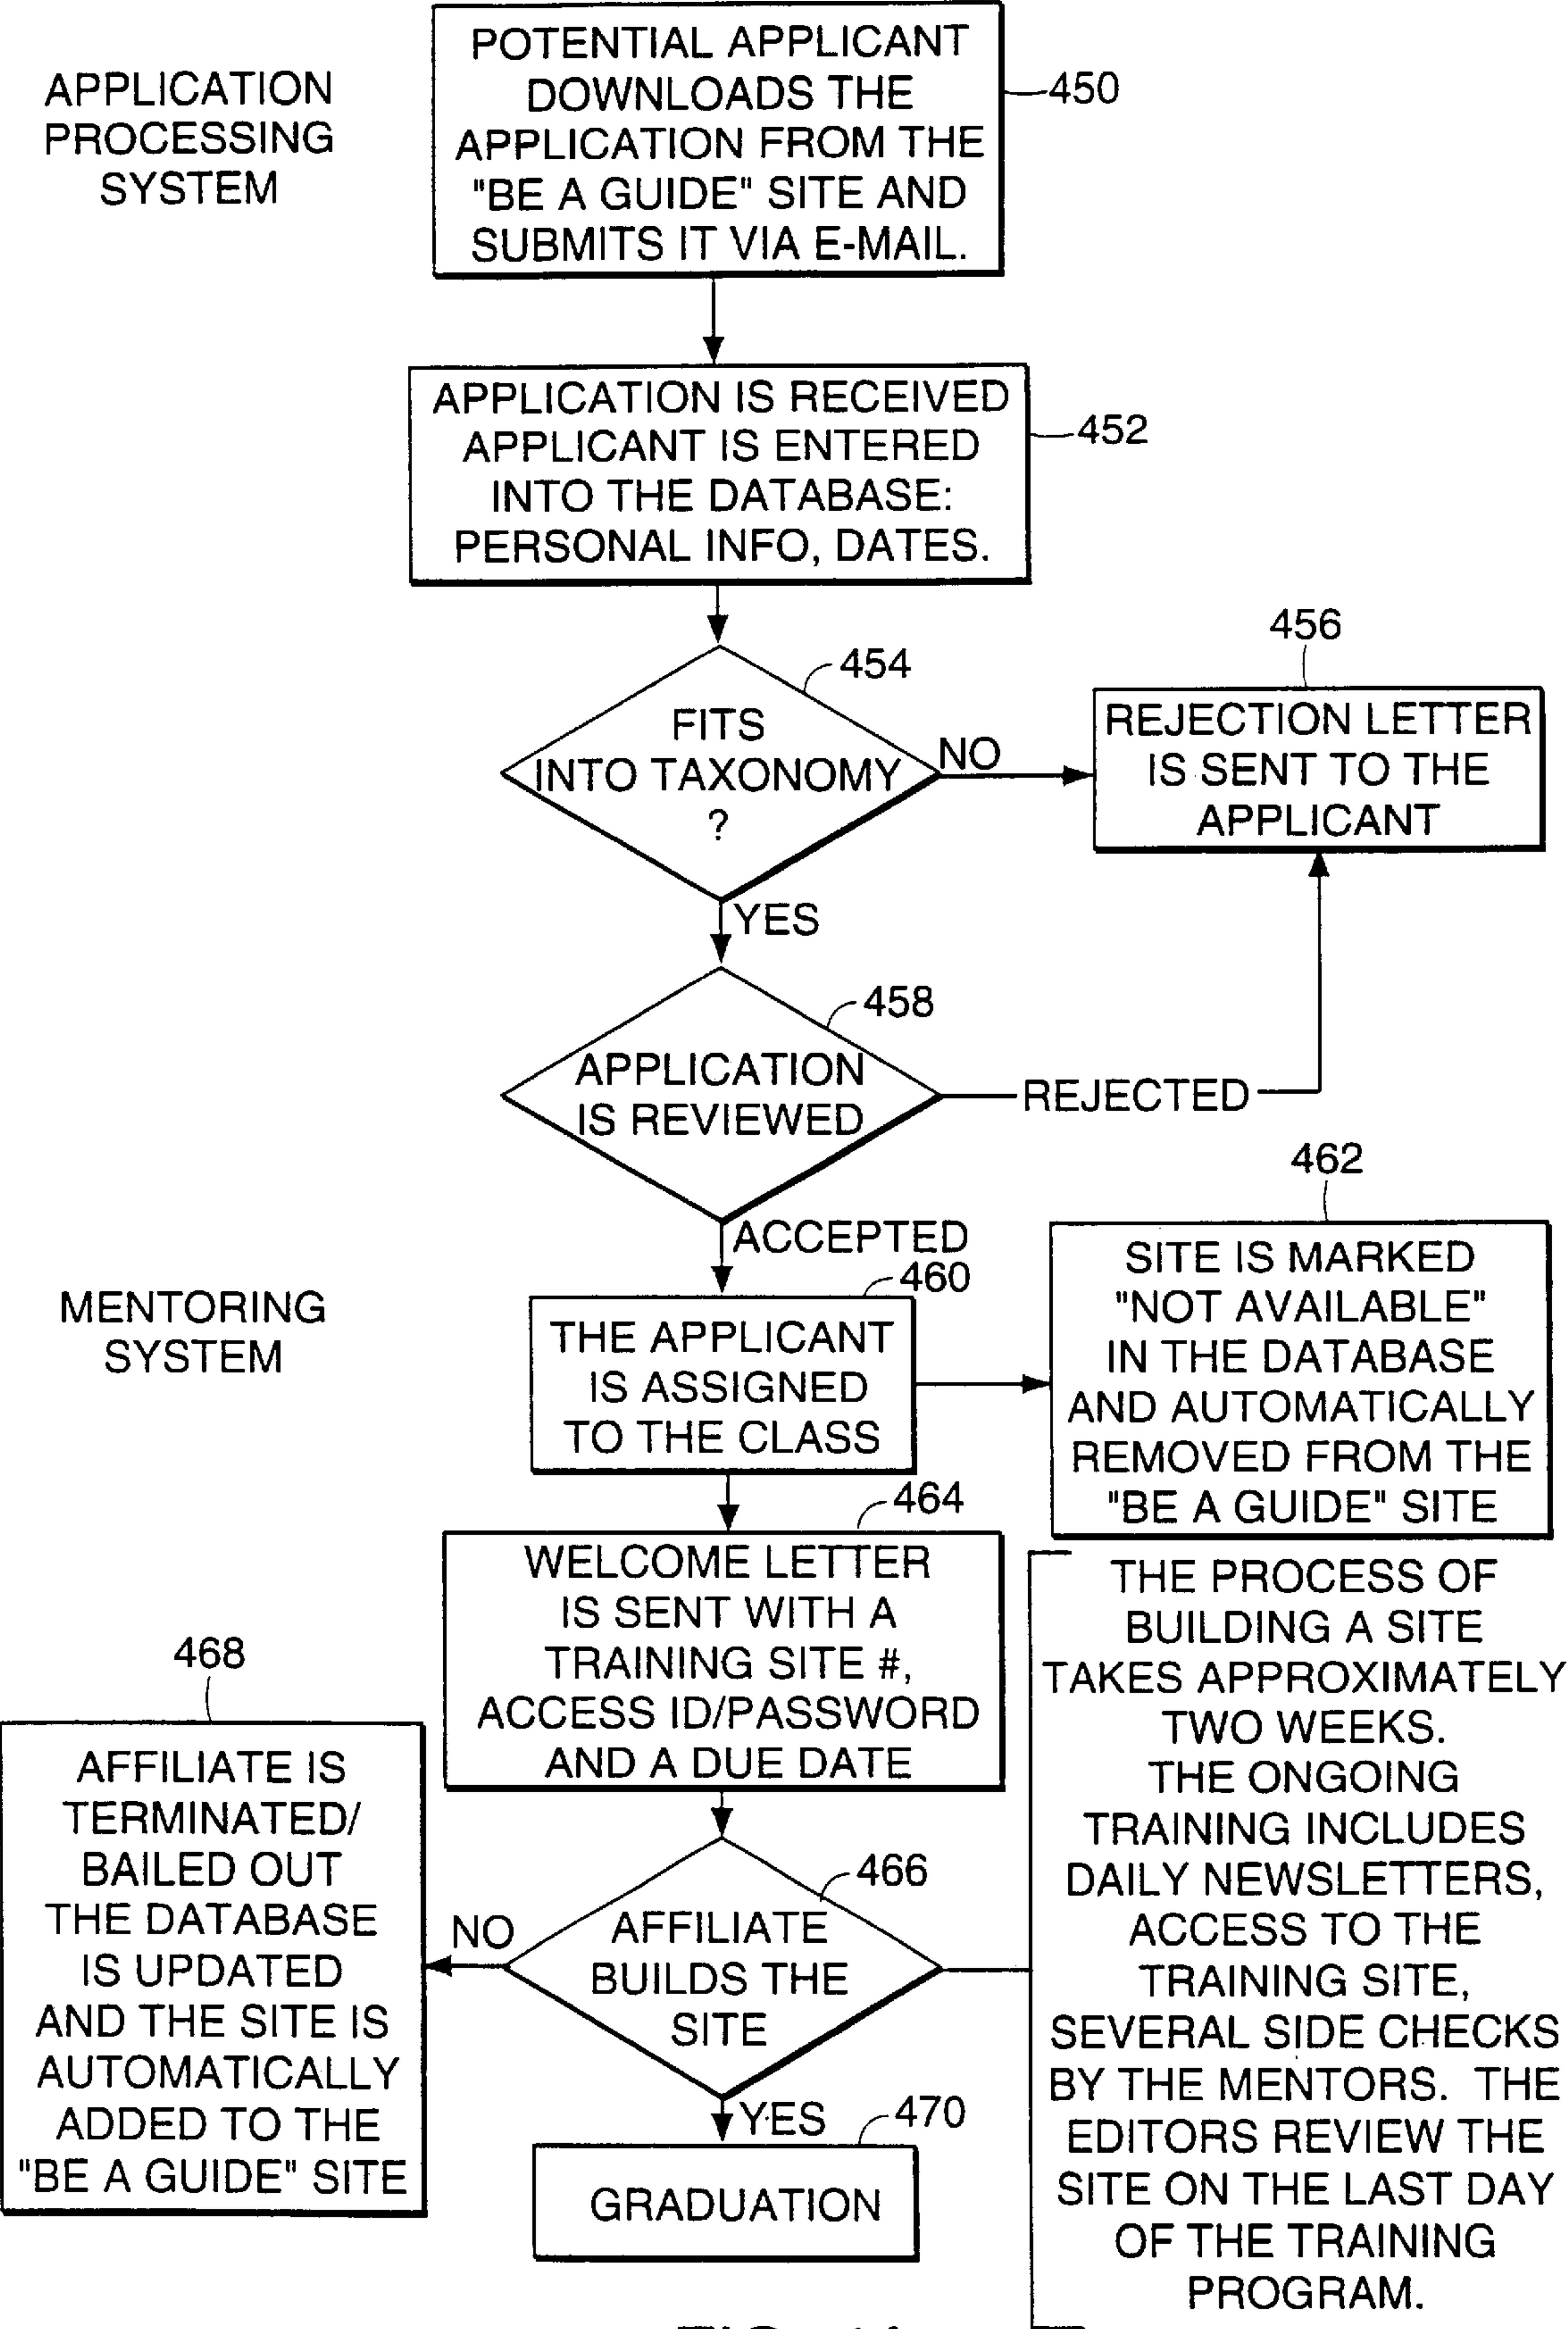 APPLICATION
PROCESSING
SYSTEM
POTENTIAL APPLICANT
DOWNLOADS THE
APPLICATION FROM THE
"BE A GUIDE" SITE AND
SUBMITS IT VIA E-MAIL.
450
APPLICATION IS RECEIVED
APPLICANT IS ENTERED
INTO THE DATABASE:
PERSONAL INFO, DATES.
452
454
FITS
INTO TAXONOMY
?
NO
YES
456
REJECTION LETTER
IS SENT TO THE
APPLICANT
458
APPLICATION
IS REVIEWED
REJECTED
ACCEPTED
MENTORING
SYSTEM
460
THE APPLICANT
IS ASSIGNED
TO THE CLASS
462
SITE IS MARKED
"NOT AVAILABLE"
IN THE DATABASE
AND AUTOMATICALLY
REMOVED FROM THE
"BE A GUIDE" SITE
464
WELCOME LETTER
IS SENT WITH A
TRAINING SITE #,
ACCESS ID/PASSWORD
AND A DUE DATE
466
AFFILIATE
BUILDS THE
SITE
NO
YES
468
AFFILIATE IS
TERMINATED/
BAILED OUT
THE DATABASE
IS UPDATED
AND THE SITE IS
AUTOMATICALLY
ADDED TO THE
"BE A GUIDE" SITE
470
GRADUATION
THE PROCESS OF
BUILDING A SITE
TAKES APPROXIMATELY
TWO WEEKS.
THE ONGOING
TRAINING INCLUDES
DAILY NEWSLETTERS,
ACCESS TO THE
TRAINING SITE,
SEVERAL SIDE CHECKS
BY THE MENTORS. THE
EDITORS REVIEW THE
SITE ON THE LAST DAY
OF THE TRAINING
PROGRAM.